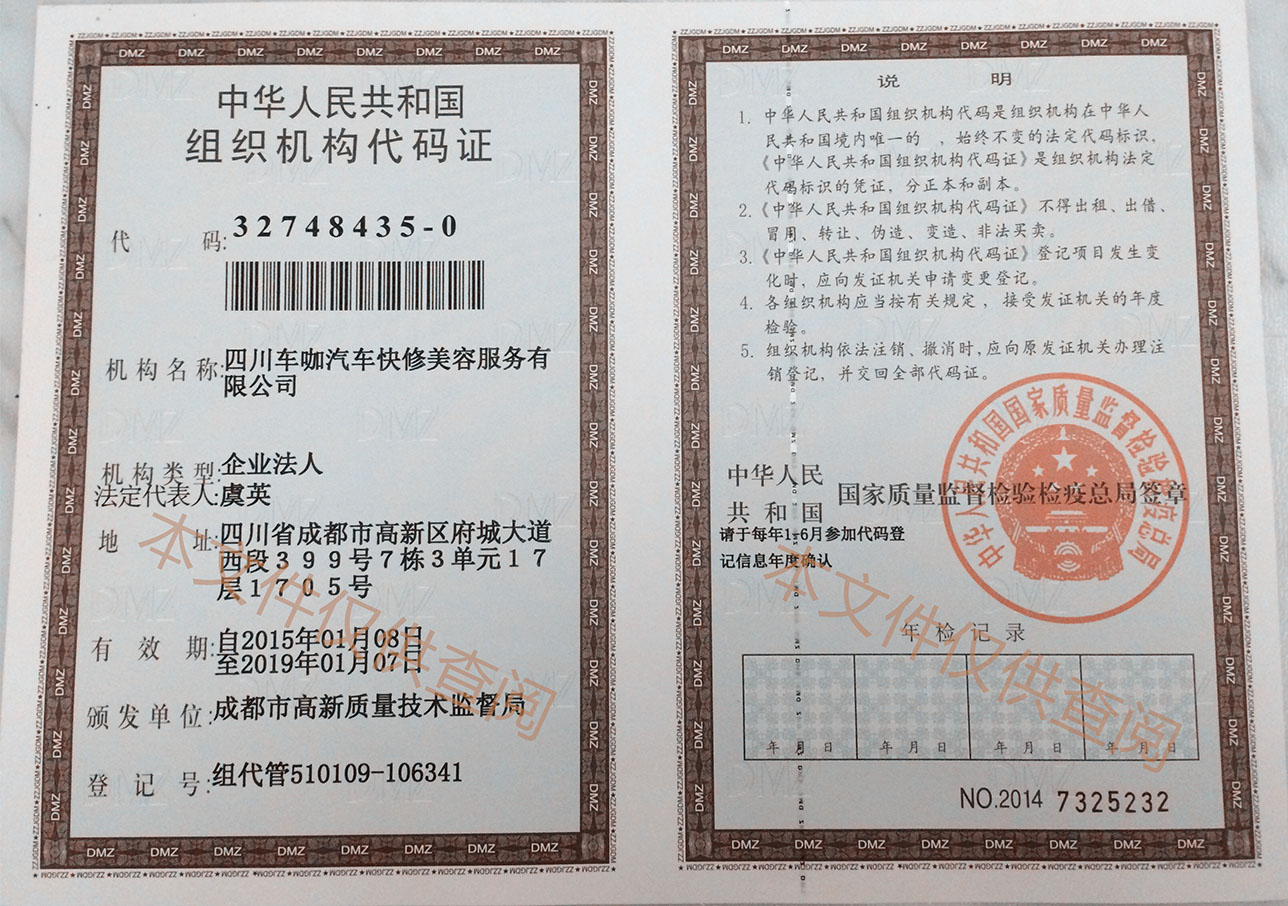 中华人民共和国
组织机构代码证
代 码:32748435-0
机构名称:四川车咖汽车快修美容服务有
限公司
机构类型:企业法人
法定代表人:虞英
地 址:四川省成都市高新区府城大道
西段399号7栋3单元17
层1705号
有 效 期:自2015年01月08日
至2019年01月07日
颁发单位:成都市高新质量技术监督局
登 记 号:组代管510109-106341
本文件仅供查阅
说 明
1. 中华人民共和国组织机构代码是组织机构在中华人
民共和国境内唯一的 、始终不变的法定代码标识,
《中华人民共和国组织机构代码证》是组织机构法定
代码标识的凭证,分正本和副本。
2.《中华人民共和国组织机构代码证》不得出租、出借、
冒用、转让、伪造、变造、非法买卖。
3.《中华人民共和国组织机构代码证》登记项目发生变
化时,应向发证机关申请变更登记。
4. 各组织机构应当按有关规定,接受发证机关的年度
检验。
5. 组织机构依法注销、撤消时,应向原发证机关办理注
销登记,并交回全部代码证。
中华人民
共和国
国家质量监督检验检疫总局签章
中华人民共和国国家质量监督检验检疫总局
请于每年1-6月参加代码登
记信息年度确认
年检记录
年 月 日 年 月 日 年 月 日 年 月 日
NO.2014 7325232
本文件仅供查阅